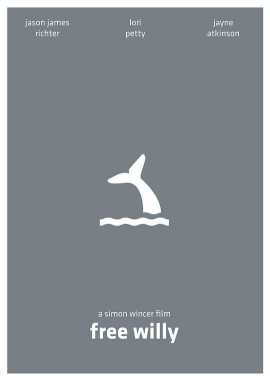 jason james
richter
lori
petty
jayne
atkinson
a simon wincer film
free willy